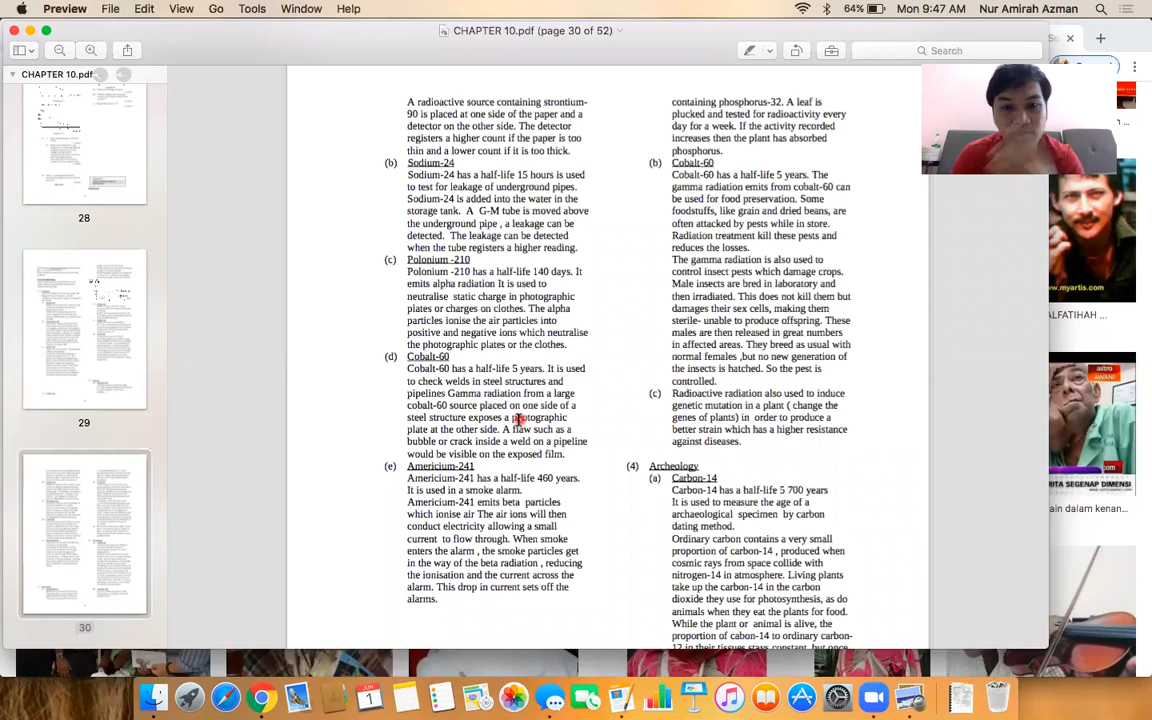 Preview File Edit View Go Tools Window Help
64% Mon 9:47 AM Nur Amirah Azman
CHAPTER 10.pdf (page 30 of 52)
Search
CHAPTER 10.pdf
28
29
30
A radioactive source containing strontium-
90 is placed at one side of the paper and a
detector on the other side. The detector
registers a higher count if the paper is too
thin and a lower count if it is too thick.
(b) Sodium-24
Sodium-24 has a half-life 15 hours is used
to test for leakage of underground pipes.
Sodium-24 is added into the water in the
storage tank. A G-M tube is moved above
the underground pipe , a leakage can be
detected. The leakage can be detected
when the tube registers a higher reading.
(c) Polonium -210
Polonium -210 has a half-life 140 days. It
emits alpha radiation It is used to
neutralise static charge in photographic
plates or charges on clothes. The alpha
particles ionise the air particles into
positive and negative ions which neutralise
the photographic plates or the clothes.
(d) Cobalt-60
Cobalt-60 has a half-life 5 years. It is used
to check welds in steel structures and
pipelines Gamma radiation from a large
cobalt-60 source placed on one side of a
steel structure exposes a photographic
plate at the other side. A flaw such as a
bubble or crack inside a weld on a pipeline
would be visible on the exposed film.
(e) Americium-241
Americium-241 has a half-life 460 years.
It is used in a smoke alarm.
Americium-241 emits beta particles
which ionise air The air ions will then
conduct electricity allowing a small
current to flow through. When smoke
enters the alarm , the smoke particles get
in the way of the beta radiation , reducing
the ionisation and the current across the
alarm. This drop in current sets off the
alarms.
containing phosphorus-32. A leaf is
plucked and tested for radioactivity every
day for a week. If the activity recorded
increases then the plant has absorbed
phosphorus.
(b) Cobalt-60
Cobalt-60 has a half-life 5 years. The
gamma radiation emits from cobalt-60 can
be used for food preservation. Some
foodstuffs, like grain and dried beans, are
often attacked by pests while in store.
Radiation treatment kill these pests and
reduces the losses.
The gamma radiation is also used to
control insect pests which damage crops.
Male insects are bred in laboratory and
then irradiated. This does not kill them but
damages their sex cells, making them
sterile- unable to produce offspring. These
males are then released in great numbers
in affected areas. They breed as usual with
normal females ,but no new generation of
the insects is hatched. So the pest is
controlled.
(c) Radioactive radiation also used to induce
genetic mutation in a plant ( change the
genes of plants) in order to produce a
better strain which has a higher resistance
against diseases.
(4) Archeology
(a) Carbon-14
Carbon-14 has a half-life 5 700 years
It is used to measure the age of a
archaeological specimen by carbon
dating method.
Ordinary carbon contains a very small
proportion of carbon-14 , produced when
cosmic rays from space collide with
nitrogen-14 in atmosphere. Living plants
take up the carbon-14 in the carbon
dioxide they use for photosynthesis, as do
animals when they eat the plants for food.
While the plant or animal is alive, the
proportion of cabon-14 to ordinary carbon-
12 in their tissues stays constant, but once
www.myartis.com
ALFATIHAH ...
astro
AWANI
RITA SEGENAP DIMENSI
ain dalam kenan...
JUN
1